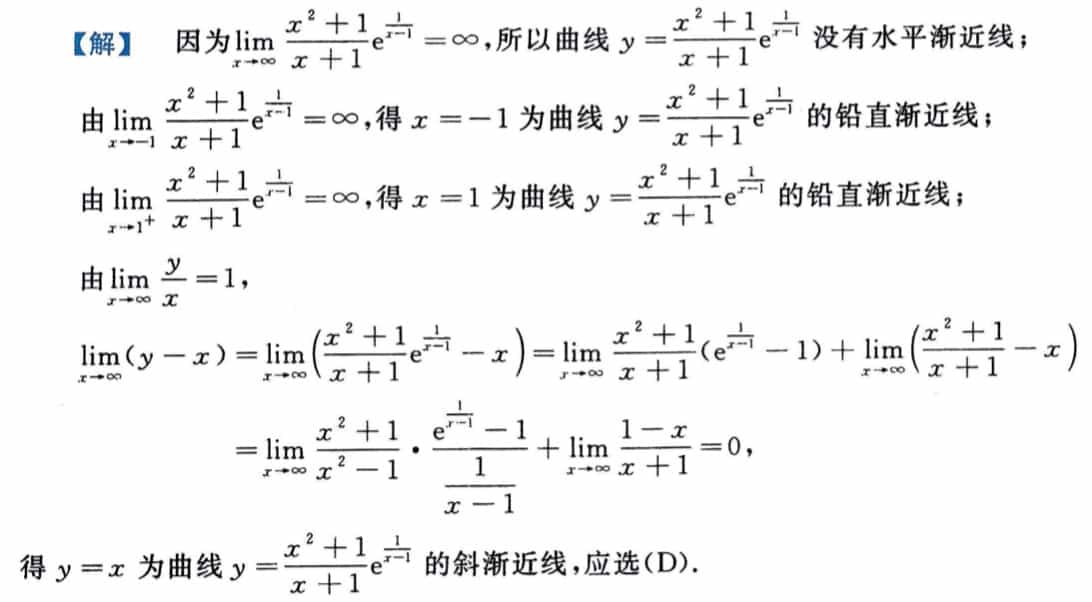 【解】 因为$\lim\limits_{x\to\infty}\frac{x^2+1}{x+1}e^{\frac{1}{x-1}}=\infty$,所以曲线 $y=\frac{x^2+1}{x+1}e^{\frac{1}{x-1}}$ 没有水平渐近线;
由$\lim\limits_{x\to-1}\frac{x^2+1}{x+1}e^{\frac{1}{x-1}}=\infty$,得 $x=-1$ 为曲线 $y=\frac{x^2+1}{x+1}e^{\frac{1}{x-1}}$ 的铅直渐近线;
由$\lim\limits_{x\to1^+}\frac{x^2+1}{x+1}e^{\frac{1}{x-1}}=\infty$,得 $x=1$ 为曲线 $y=\frac{x^2+1}{x+1}e^{\frac{1}{x-1}}$ 的铅直渐近线;
由$\lim\limits_{x\to\infty}\frac{y}{x}=1$,
$\lim\limits_{x\to\infty}(y-x)=\lim\limits_{x\to\infty}\left(\frac{x^2+1}{x+1}e^{\frac{1}{x-1}}-x\right)=\lim\limits_{x\to\infty}\frac{x^2+1}{x+1}(e^{\frac{1}{x-1}}-1)+\lim\limits_{x\to\infty}\left(\frac{x^2+1}{x+1}-x\right)$
$=\lim\limits_{x\to\infty}\frac{x^2+1}{x^2-1}\cdot\frac{e^{\frac{1}{x-1}}-1}{\frac{1}{x-1}}+\lim\limits_{x\to\infty}\frac{1-x}{x+1}=0$,
得 $y=x$ 为曲线 $y=\frac{x^2+1}{x+1}e^{\frac{1}{x-1}}$ 的斜渐近线,应选(D).